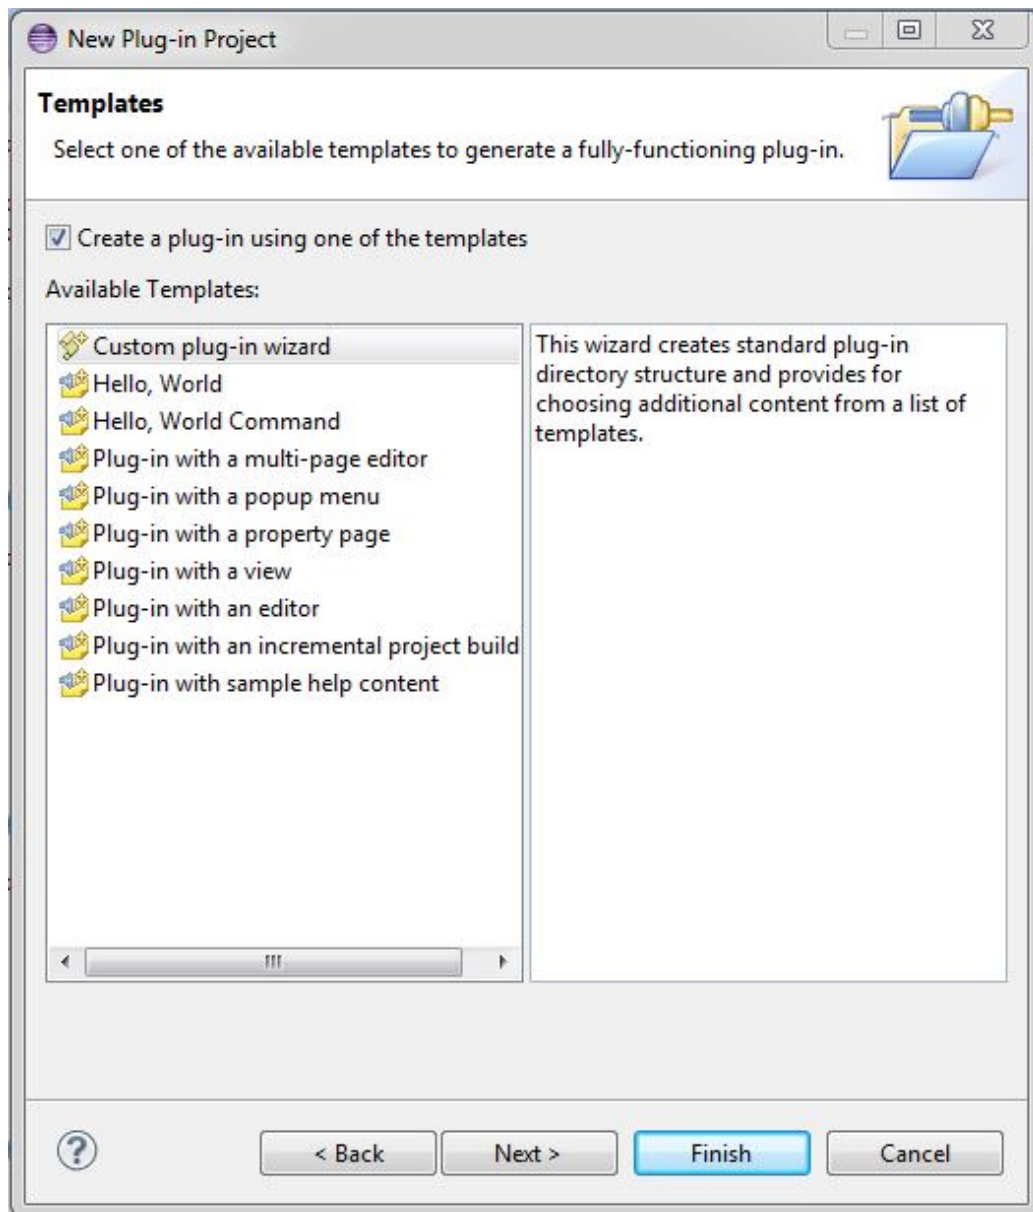 New Plug-in Project
Templates
Select one of the available templates to generate a fully-functioning plug-in.
Create a plug-in using one of the templates
Available Templates:
Custom plug-in wizard
Hello, World
Hello, World Command
Plug-in with a multi-page editor
Plug-in with a popup menu
Plug-in with a property page
Plug-in with a view
Plug-in with an editor
Plug-in with an incremental project build
Plug-in with sample help content
This wizard creates standard plug-in
directory structure and provides for
choosing additional content from a list of
templates.
?
< Back
Next >
Finish
Cancel